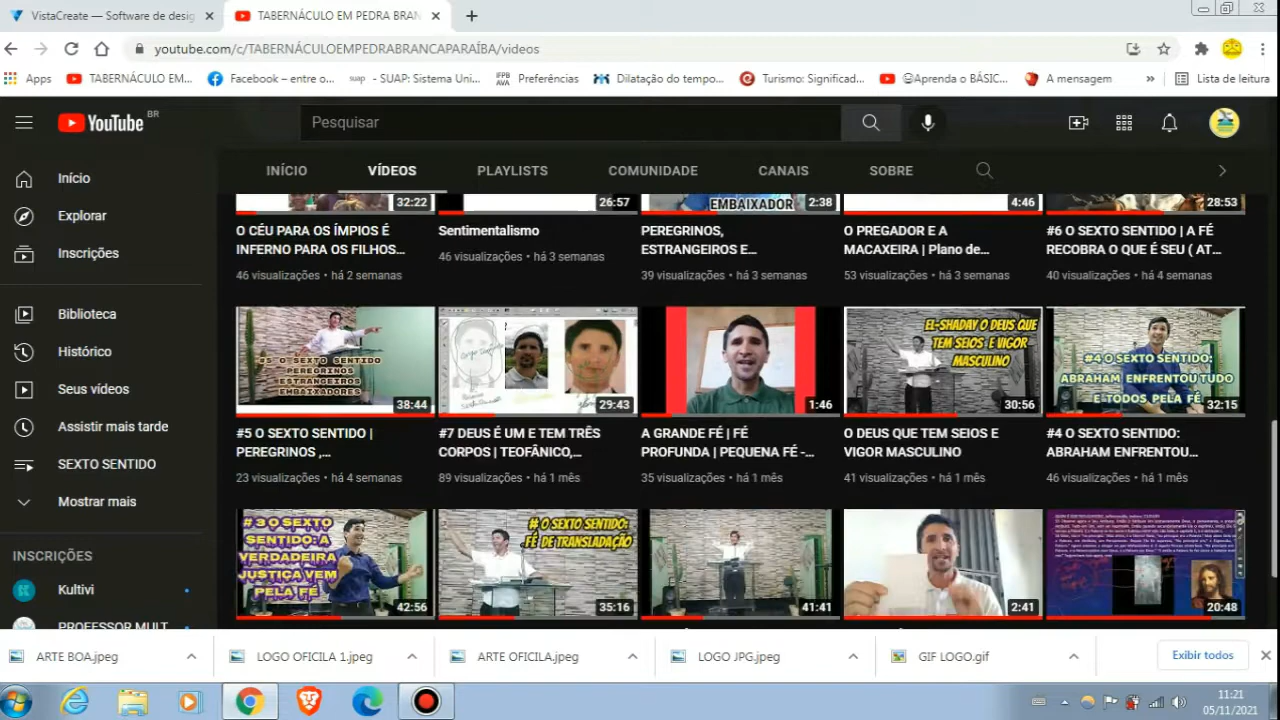 VistaCreate — Software de desig
TABERNÁCULO EM PEDRA BRAN
youtube.com/c/TABERNÁCULOEMPEDRABRANCAPARAÍBA/videos
Apps
TABERNÁCULO EM...
Facebook – entre o...
suap - SUAP: Sistema Uni...
IFPB AVA Preferências
Dilatação do tempo...
Turismo: Significad...
@Aprenda o BÁSIC...
A mensagem
»
Lista de leitura
YouTube BR
Pesquisar
INÍCIO VÍDEOS PLAYLISTS COMUNIDADE CANAIS SOBRE
Início
Explorar
Inscrições
Biblioteca
Histórico
Seus vídeos
Assistir mais tarde
SEXTO SENTIDO
Mostrar mais
INSCRIÇÕES
Kultivi
PROFESSOR MULT
32:22
O CÉU PARA OS ÍMPIOS É
INFERNO PARA OS FILHOS...
46 visualizações • há 2 semanas
26:57
Sentimentalismo
46 visualizações • há 3 semanas
EMBAIXADOR
2:38
PEREGRINOS,
ESTRANGEIROS E...
39 visualizações • há 3 semanas
4:46
O PREGADOR E A
MACAXEIRA | Plano de...
53 visualizações • há 3 semanas
28:53
#6 O SEXTO SENTIDO | A FÉ
RECOBRA O QUE É SEU ( AT...
40 visualizações • há 4 semanas
#5 O SEXTO SENTIDO
PEREGRINOS
ESTRANGEIROS
EMBAIXADORES
38:44
#5 O SEXTO SENTIDO |
PEREGRINOS ,...
23 visualizações • há 4 semanas
29:43
#7 DEUS É UM E TEM TRÊS
CORPOS | TEOFÂNICO,...
89 visualizações • há 1 mês
1:46
A GRANDE FÉ | FÉ
PROFUNDA | PEQUENA FÉ -...
35 visualizações • há 1 mês
EL-SHADAY O DEUS QUE
TEM SEIOS E VIGOR
MASCULINO
30:56
O DEUS QUE TEM SEIOS E
VIGOR MASCULINO
41 visualizações • há 1 mês
#4 O SEXTO SENTIDO:
ABRAHAM ENFRENTOU TUDO
E TODOS PELA FÉ
32:15
#4 O SEXTO SENTIDO:
ABRAHAM ENFRENTOU...
46 visualizações • há 1 mês
# 3 O SEXTO
SENTIDO: A
VERDADEIRA
JUSTIÇA VEM
PELA FÉ
42:56
# O SEXTO SENTIDO:
FÉ DE TRANSLADAÇÃO
35:16
41:41
2:41
20:48
ARTE BOA.jpeg
LOGO OFICILA 1.jpeg
ARTE OFICILA.jpeg
LOGO JPG.jpeg
GIF LOGO.gif
Exibir todos
11:21
05/11/2021